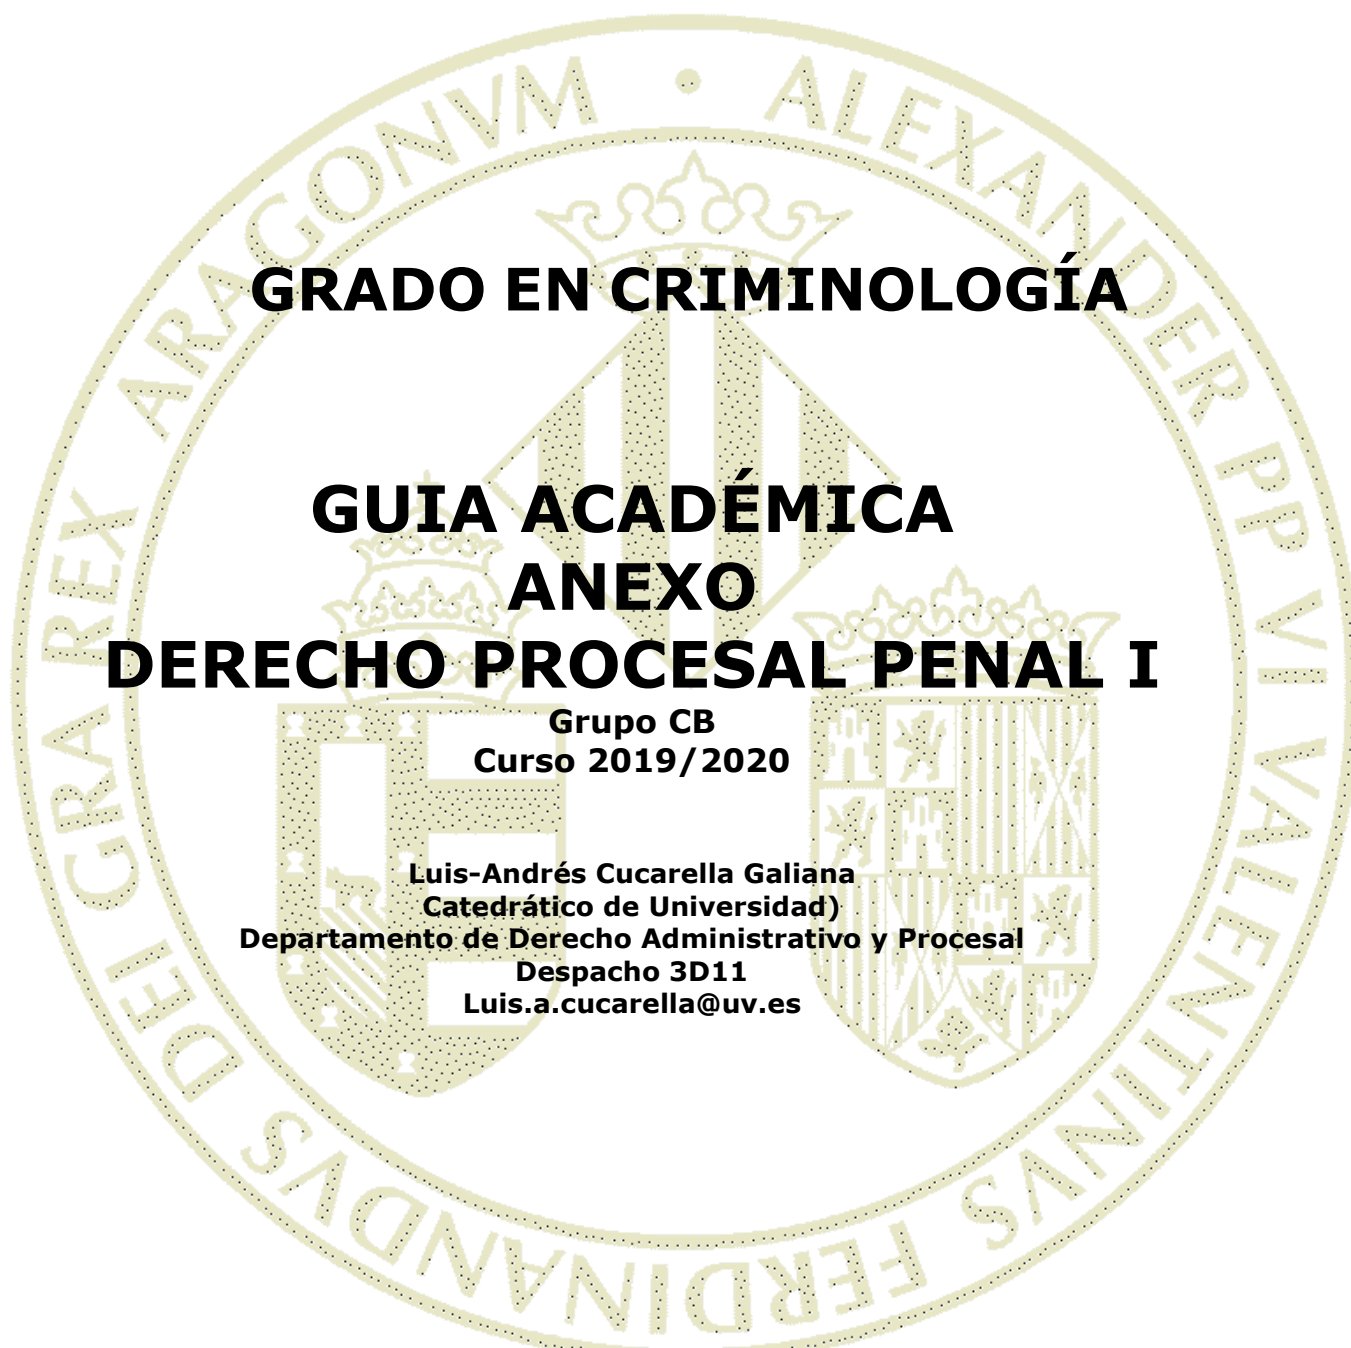 GRADO EN CRIMINOLOGÍA
GUIA ACADÉMICA
ANEXO
DERECHO PROCESAL PENAL I
Grupo CB
Curso 2019/2020
Luis-Andrés Cucarella Galiana
Catedrático de Universidad)
Departamento de Derecho Administrativo y Procesal
Despacho 3D11
Luis.a.cucarella@uv.es
ALEXANDER PP VI VALENTINVS FERDINANDVS DEI GRA REX ARAGONVM